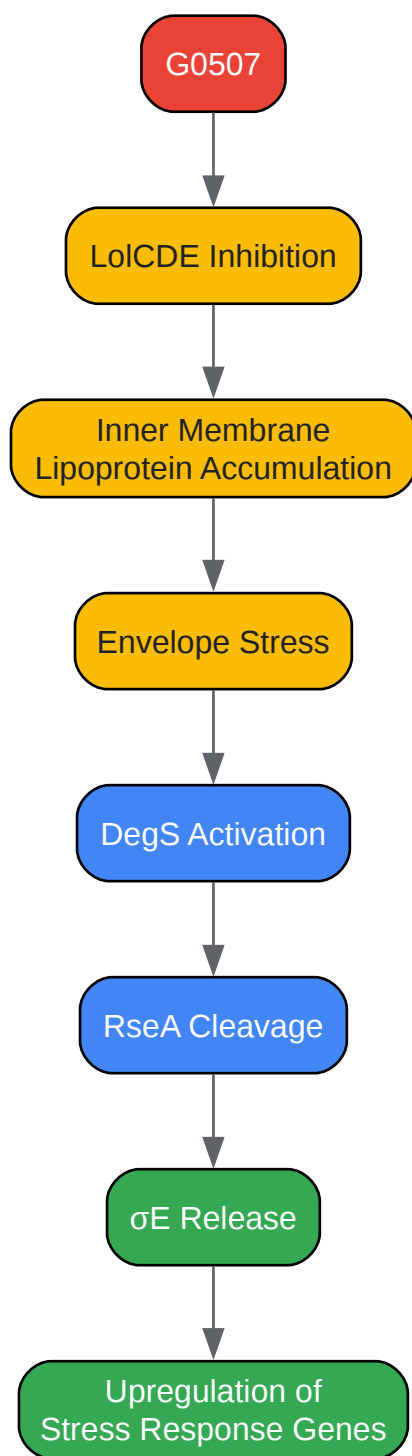 G0507
LolCDE Inhibition
Inner Membrane
Lipoprotein Accumulation
Envelope Stress
DegS Activation
RseA Cleavage
σE Release
Upregulation of
Stress Response Genes